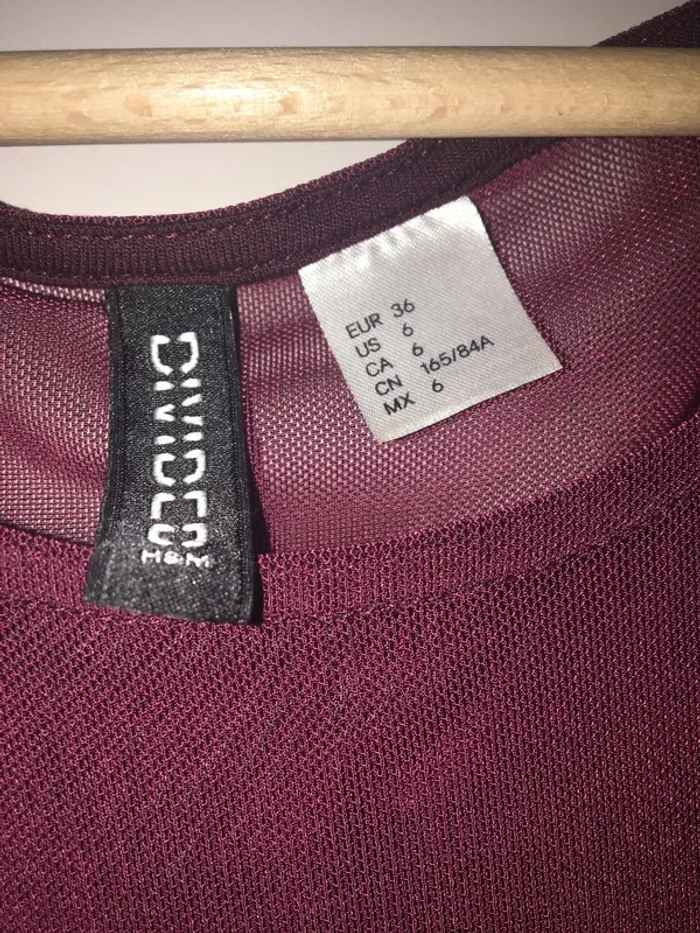 DIVIDED
H&M
EUR 36
US 6
CA 6
CN 165/84A
MX 6